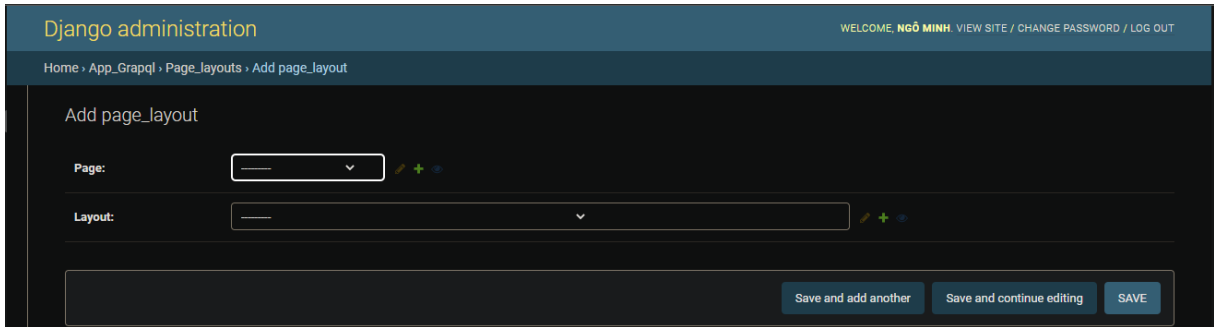 Django administration
WELCOME, NGÔ MINH. VIEW SITE / CHANGE PASSWORD / LOG OUT
Home › App_Grapql › Page_layouts › Add page_layout
Add page_layout
Page: ---------
Layout: ---------
Save and add another Save and continue editing SAVE